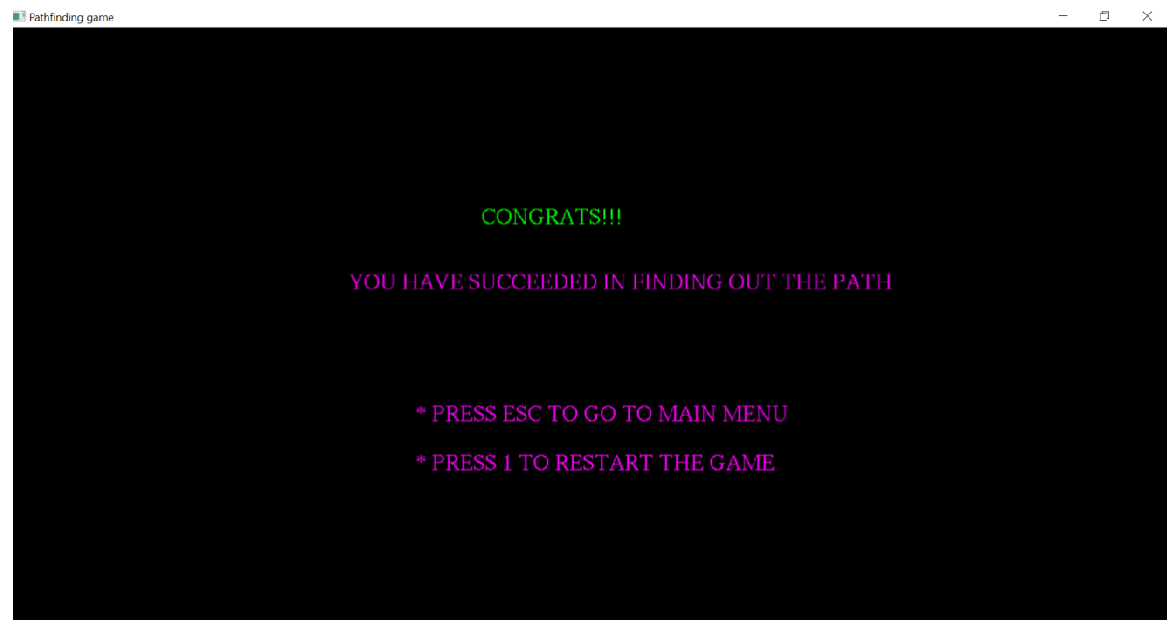 Pathfinding game
CONGRATS!!!
YOU HAVE SUCCEEDED IN FINDING OUT THE PATH
* PRESS ESC TO GO TO MAIN MENU
* PRESS 1 TO RESTART THE GAME